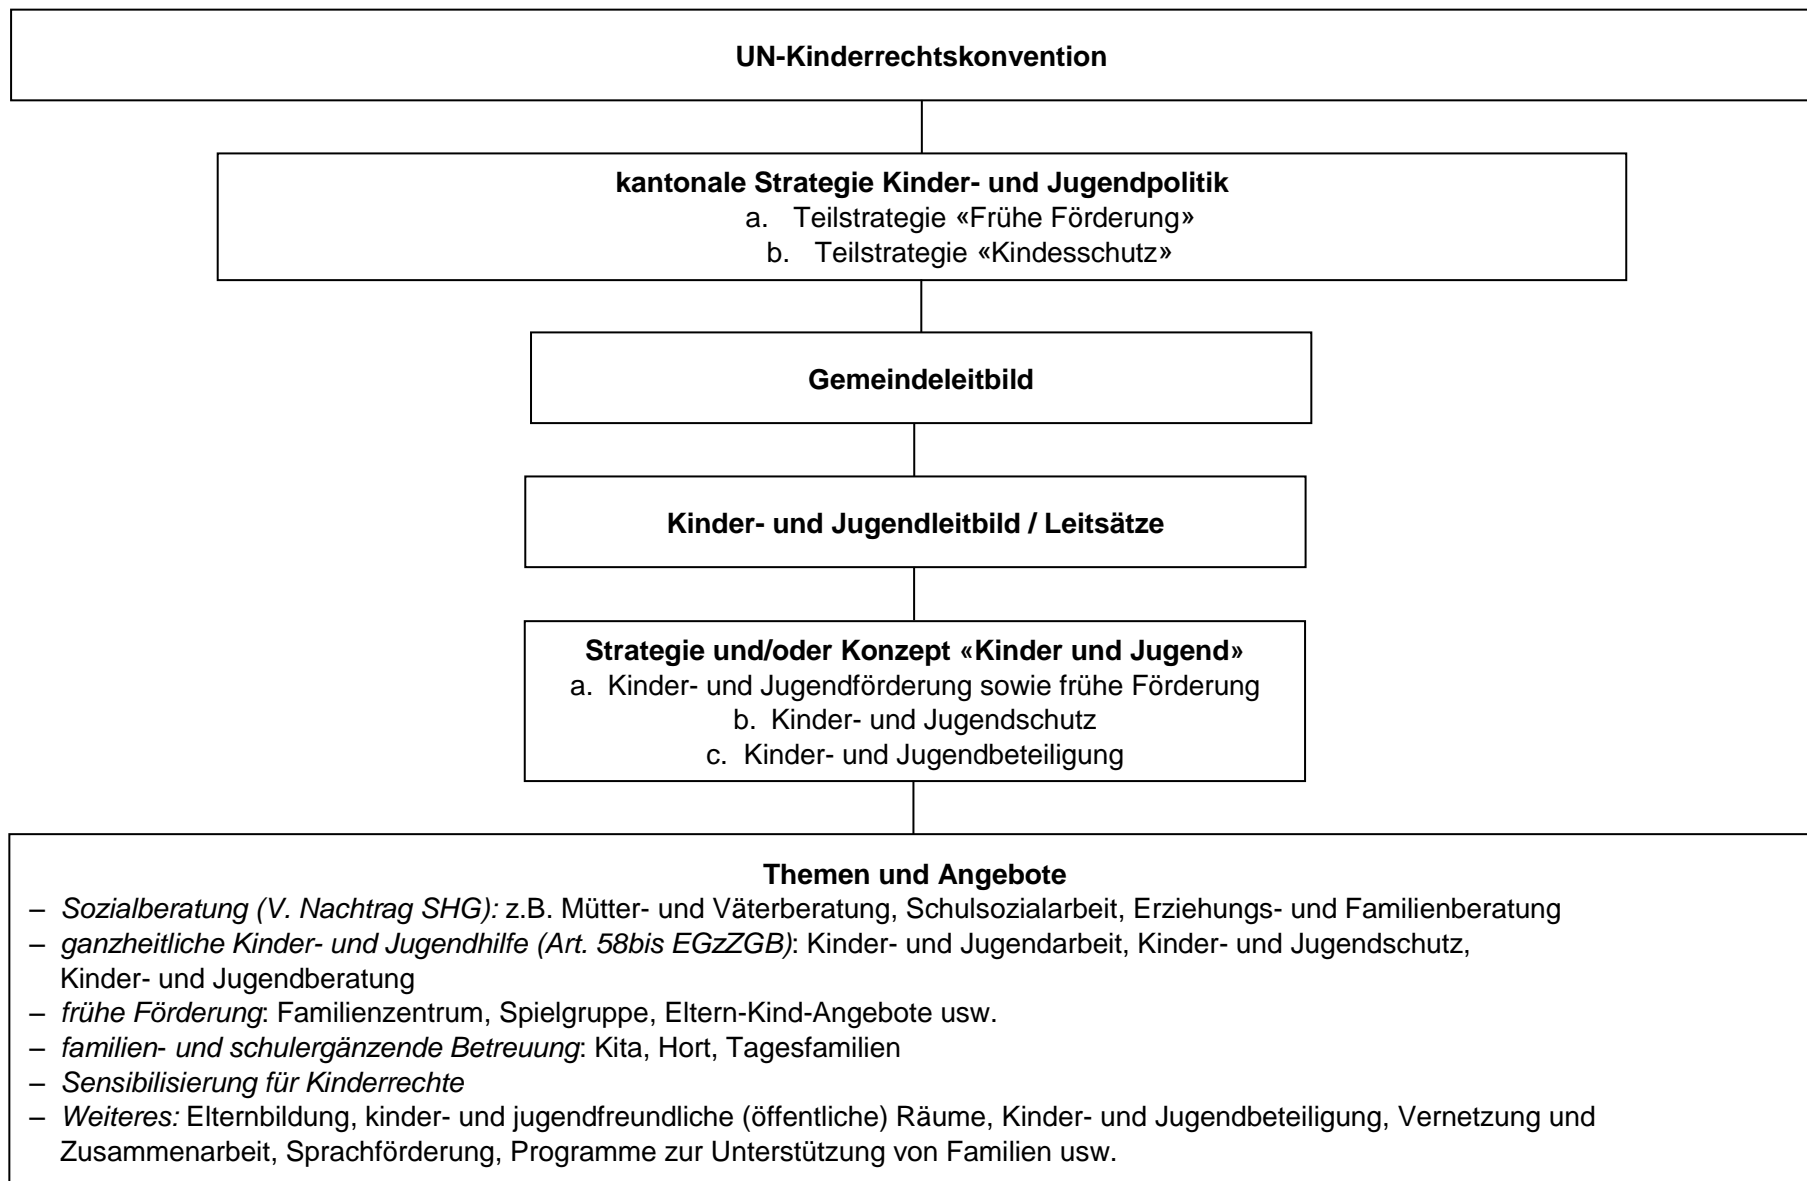 UN-Kinderrechtskonvention
kantonale Strategie Kinder- und Jugendpolitik
a. Teilstrategie «Frühe Förderung»
b. Teilstrategie «Kindesschutz»
Gemeindeleitbild
Kinder- und Jugendleitbild / Leitsätze
Strategie und/oder Konzept «Kinder und Jugend»
a. Kinder- und Jugendförderung sowie frühe Förderung
b. Kinder- und Jugendschutz
c. Kinder- und Jugendbeteiligung
Themen und Angebote
– Sozialberatung (V. Nachtrag SHG): z.B. Mütter- und Väterberatung, Schulsozialarbeit, Erziehungs- und Familienberatung
– ganzheitliche Kinder- und Jugendhilfe (Art. 58bis EGzZGB): Kinder- und Jugendarbeit, Kinder- und Jugendschutz,
Kinder- und Jugendberatung
– frühe Förderung: Familienzentrum, Spielgruppe, Eltern-Kind-Angebote usw.
– familien- und schulergänzende Betreuung: Kita, Hort, Tagesfamilien
– Sensibilisierung für Kinderrechte
– Weiteres: Elternbildung, kinder- und jugendfreundliche (öffentliche) Räume, Kinder- und Jugendbeteiligung, Vernetzung und
Zusammenarbeit, Sprachförderung, Programme zur Unterstützung von Familien usw.